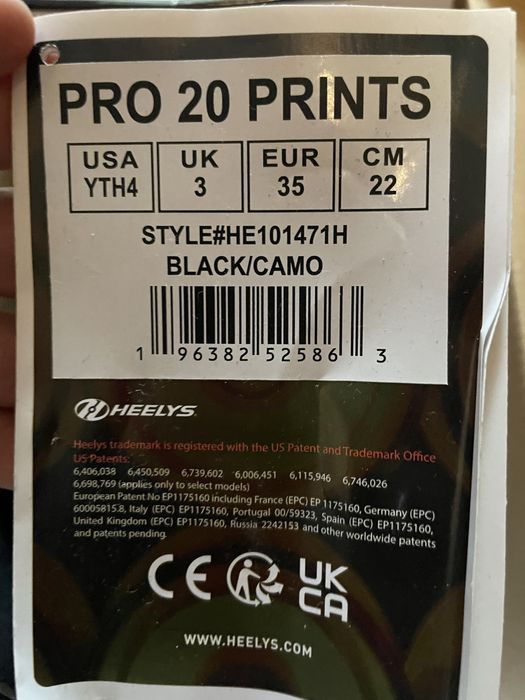 PRO 20 PRINTS
USA UK EUR CM
YTH4 3 35 22
STYLE#HE101471H
BLACK/CAMO
1 96382 52586 3
HEELYS
Heelys trademark is registered with the US Patent and Trademark Office
US Patents:
6,406,038 6,450,509 6,739,602 6,006,451 6,115,946 6,746,026
6,698,769 (applies only to select models)
European Patent No EP1175160 including France (EPC) EP 1175160, Germany (EPC)
60005815.8, Italy (EPC) EP1175160, Portugal 00/59323, Spain (EPC) EP1175160,
United Kingdom (EPC) EP1175160, Russia 2242153 and other worldwide patents
and patents pending
CE UK
CA
WWW.HEELYS.COM